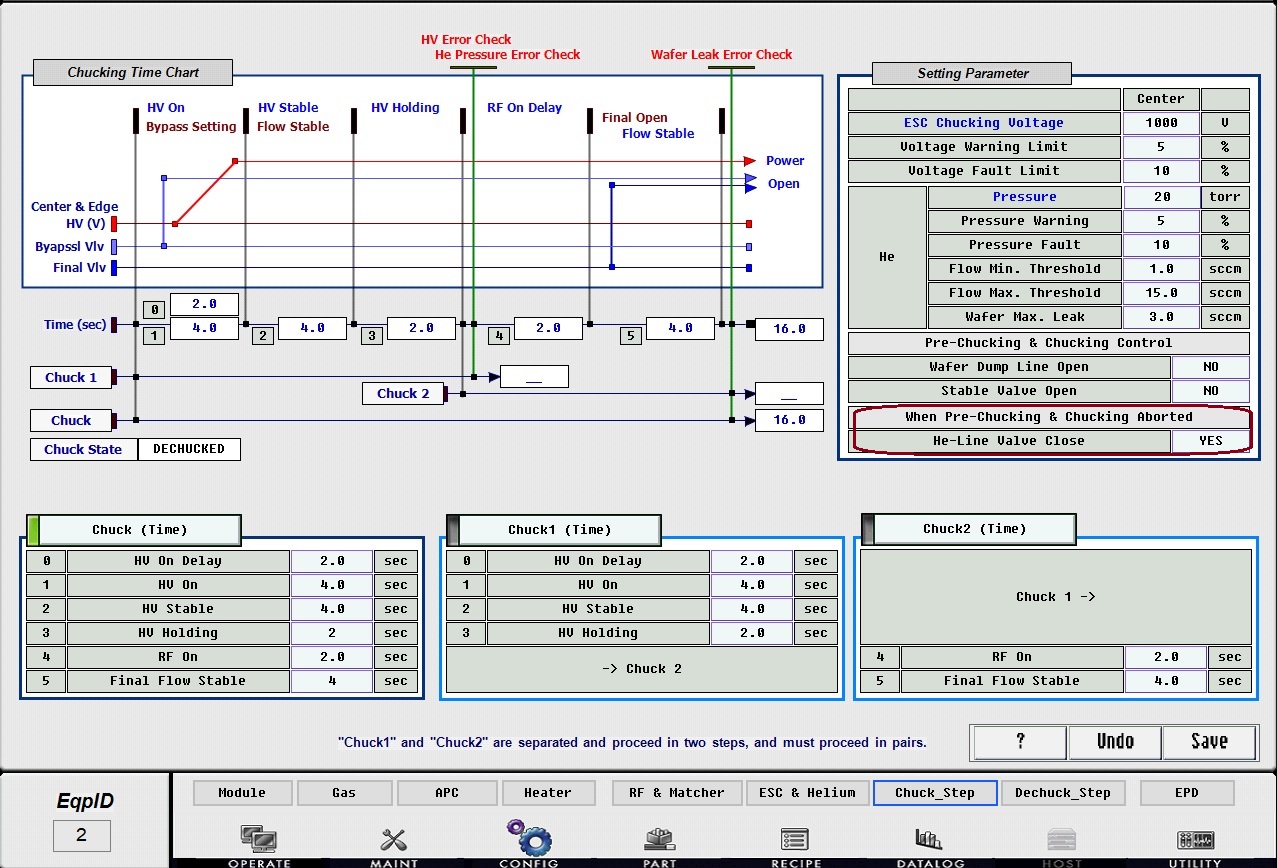 HV Error Check
He Pressure Error Check
Wafer Leak Error Check
Chucking Time Chart
HV On
Bypass Setting
HV Stable
Flow Stable
HV Holding
RF On Delay
Final Open
Flow Stable
Power
Open
Center & Edge
HV (V)
Byapssl Vlv
Final Vlv
0 2.0
Time (sec) 1 4.0 2 4.0 3 2.0 4 2.0 5 4.0 16.0
Chuck 1 __
Chuck 2 __
Chuck 16.0
Chuck State DECHUCKED
Setting Parameter
Center
ESC Chucking Voltage 1000 V
Voltage Warning Limit 5 %
Voltage Fault Limit 10 %
He
Pressure 20 torr
Pressure Warning 5 %
Pressure Fault 10 %
Flow Min. Threshold 1.0 sccm
Flow Max. Threshold 15.0 sccm
Wafer Max. Leak 3.0 sccm
Pre-Chucking & Chucking Control
Wafer Dump Line Open NO
Stable Valve Open NO
When Pre-Chucking & Chucking Aborted
He-Line Valve Close YES
Chuck (Time)
0 HV On Delay 2.0 sec
1 HV On 4.0 sec
2 HV Stable 4.0 sec
3 HV Holding 2 sec
4 RF On 2.0 sec
5 Final Flow Stable 4 sec
Chuck1 (Time)
0 HV On Delay 2.0 sec
1 HV On 4.0 sec
2 HV Stable 4.0 sec
3 HV Holding 2.0 sec
-> Chuck 2
Chuck2 (Time)
Chuck 1 ->
4 RF On 2.0 sec
5 Final Flow Stable 4.0 sec
"Chuck1" and "Chuck2" are separated and proceed in two steps, and must proceed in pairs.
? Undo Save
EqpID
2
Module Gas APC Heater RF & Matcher ESC & Helium Chuck_Step Dechuck_Step EPD
OPERATE MAINT CONFIG PART RECIPE DATALOG HOST UTILITY